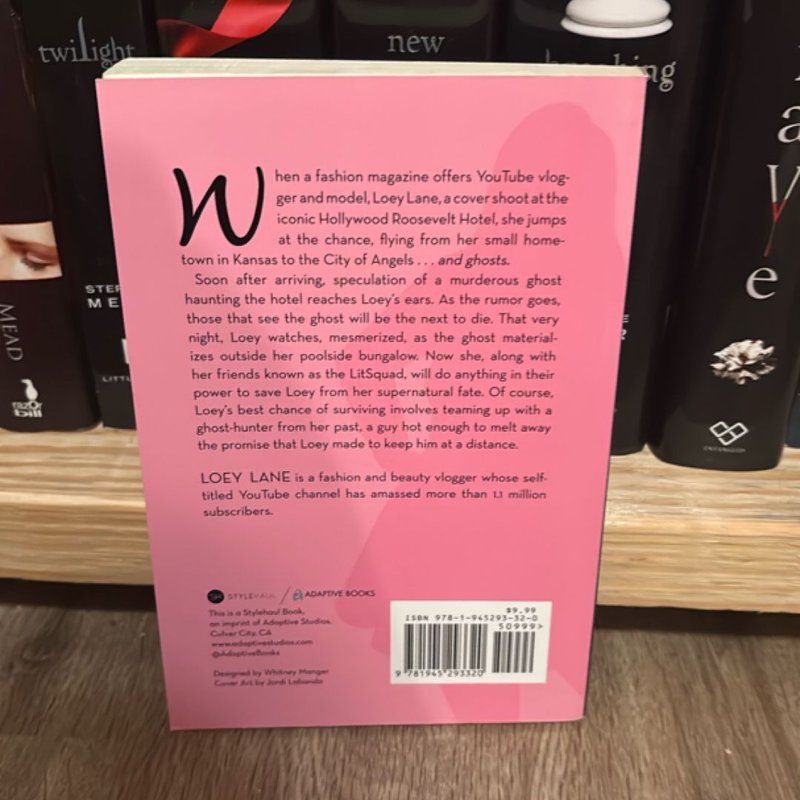 twilight
new
MEAD
razor
bill
STEP
ME
When a fashion magazine offers YouTube vlog-
ger and model, Loey Lane, a cover shoot at the
iconic Hollywood Roosevelt Hotel, she jumps
at the chance, flying from her small home-
town in Kansas to the City of Angels . . . and ghosts.
Soon after arriving, speculation of a murderous ghost
haunting the hotel reaches Loey's ears. As the rumor goes,
those that see the ghost will be the next to die. That very
night, Loey watches, mesmerized, as the ghost material-
izes outside her poolside bungalow. Now she, along with
her friends known as the LitSquad, will do anything in their
power to save Loey from her supernatural fate. Of course,
Loey's best chance of surviving involves teaming up with a
ghost-hunter from her past, a guy hot enough to melt away
the promise that Loey made to keep him at a distance.
LOEY LANE is a fashion and beauty vlogger whose self-
titled YouTube channel has amassed more than 1.1 million
subscribers.
SH STYLEHAUL / ADAPTIVE BOOKS
This is a Stylehaul Book,
an imprint of Adaptive Studios.
Culver City, CA
www.adaptivestudios.com
@AdaptiveBooks
Designed by Whitney Manger
Cover Art by Jordi Labanda
$9.99
ISBN 978-1-945293-32-0
50999>
9 781945 293320